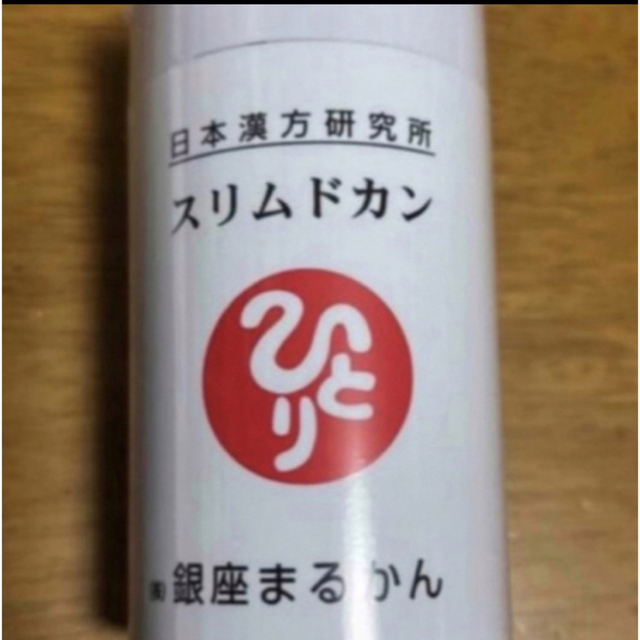 日本漢方研究所
スリムドカン
ひとり
㈱銀座まるかん